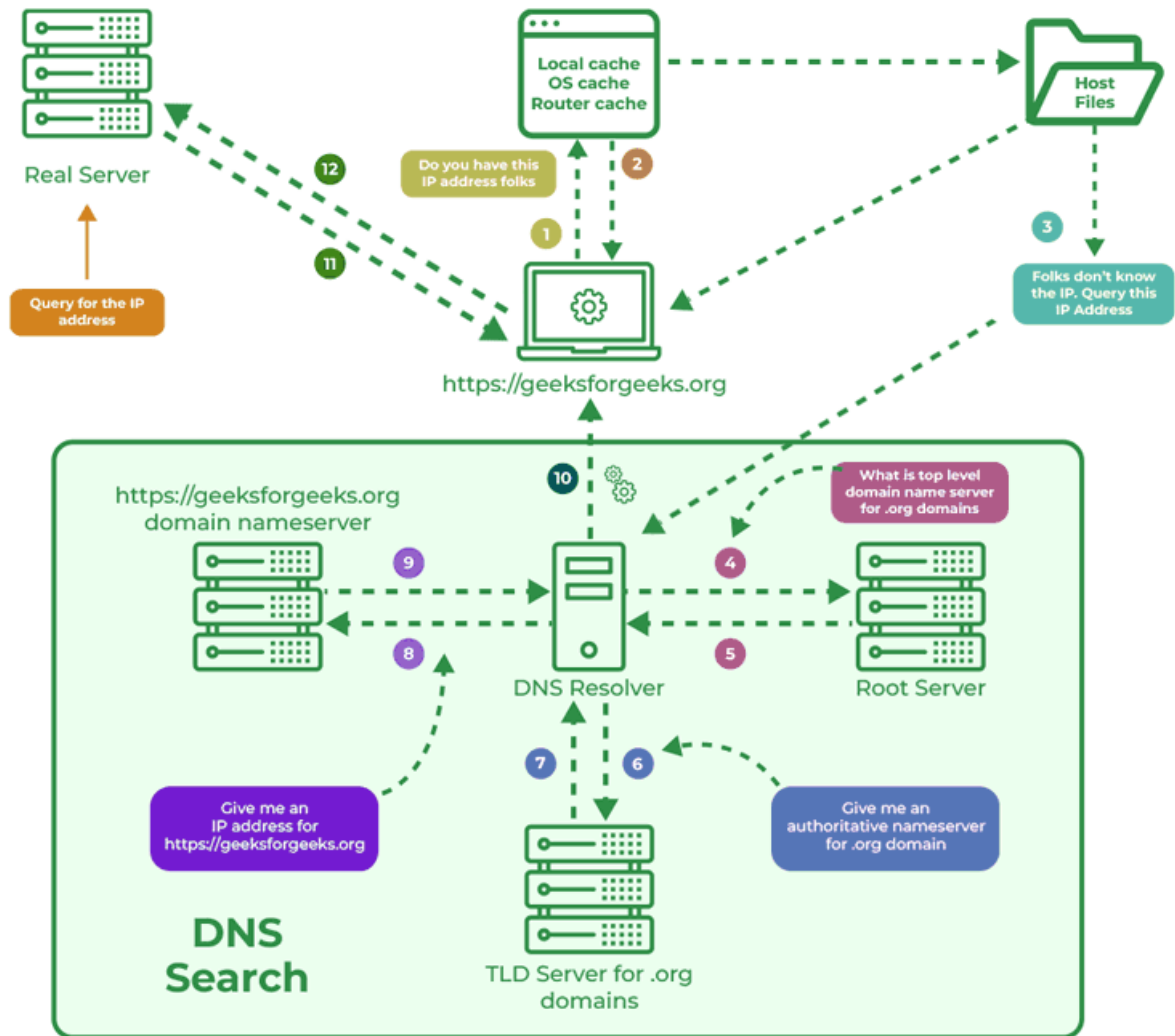 Local cache
OS cache
Router cache
Host
Files
Real Server
12
Do you have this
IP address folks
2
1
3
11
Query for the IP
address
Folks don't know
the IP. Query this
IP Address
https://geeksforgeeks.org
10
What is top level
domain name server
for .org domains
https://geeksforgeeks.org
domain nameserver
9
4
8
5
DNS Resolver
Root Server
7
6
Give me an
IP address for
https://geeksforgeeks.org
Give me an
authoritative nameserver
for .org domain
DNS
Search
TLD Server for .org
domains